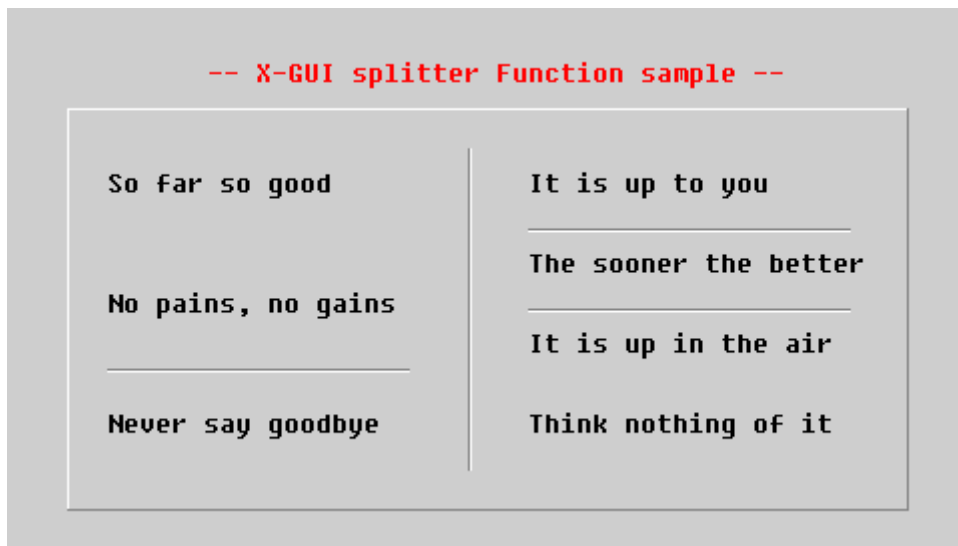 -- X-GUI splitter Function sample --
So far so good
No pains, no gains
Never say goodbye
It is up to you
The sooner the better
It is up in the air
Think nothing of it